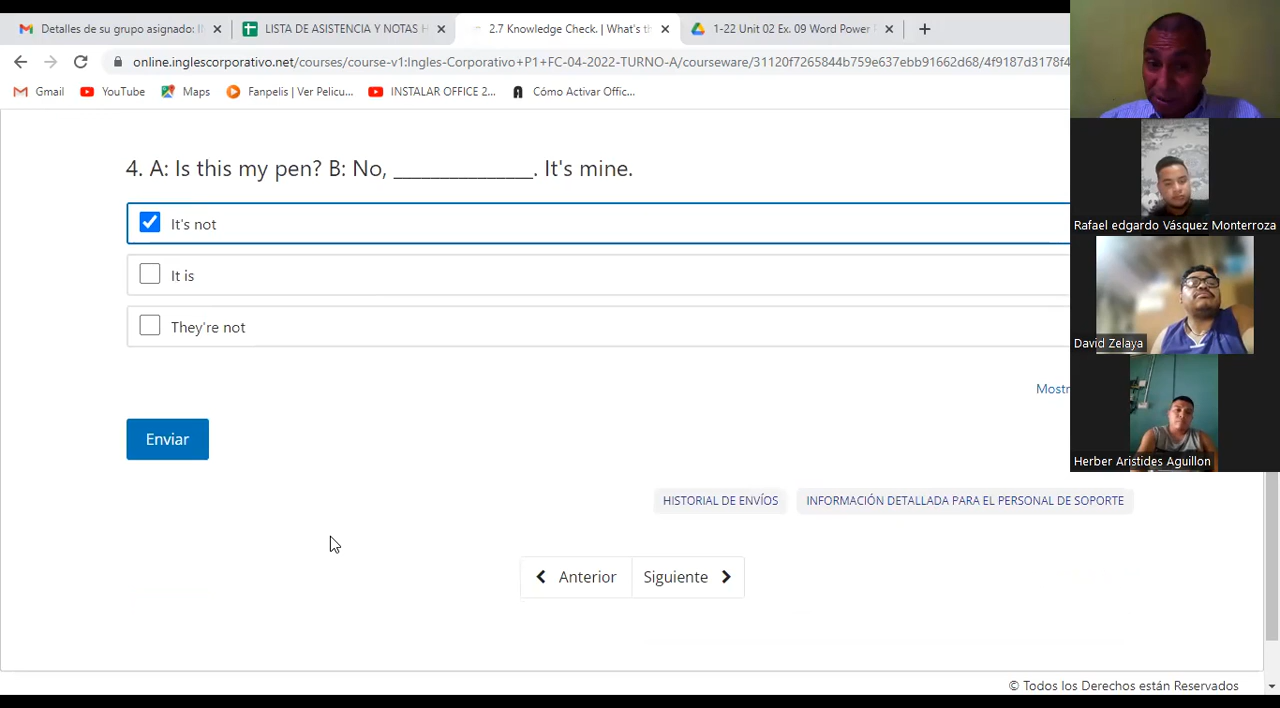 Detalles de su grupo asignado: I
LISTA DE ASISTENCIA Y NOTAS H
2.7 Knowledge Check. | What's th
1-22 Unit 02 Ex. 09 Word Power
online.inglescorporativo.net/courses/course-v1:Ingles-Corporativo+P1+FC-04-2022-TURNO-A/courseware/31120f7265844b759e637ebb91662d68/4f9187d3178f4
Gmail
YouTube
Maps
Fanpelis | Ver Pelicu...
INSTALAR OFFICE 2...
Cómo Activar Offic...
4. A: Is this my pen? B: No, ______________. It's mine.
It's not
It is
They're not
Mostr
Enviar
HISTORIAL DE ENVÍOS
INFORMACIÓN DETALLADA PARA EL PERSONAL DE SOPORTE
Anterior
Siguiente
© Todos los Derechos están Reservados
Rafael edgardo Vásquez Monterroza
David Zelaya
Herber Aristides Aguillon